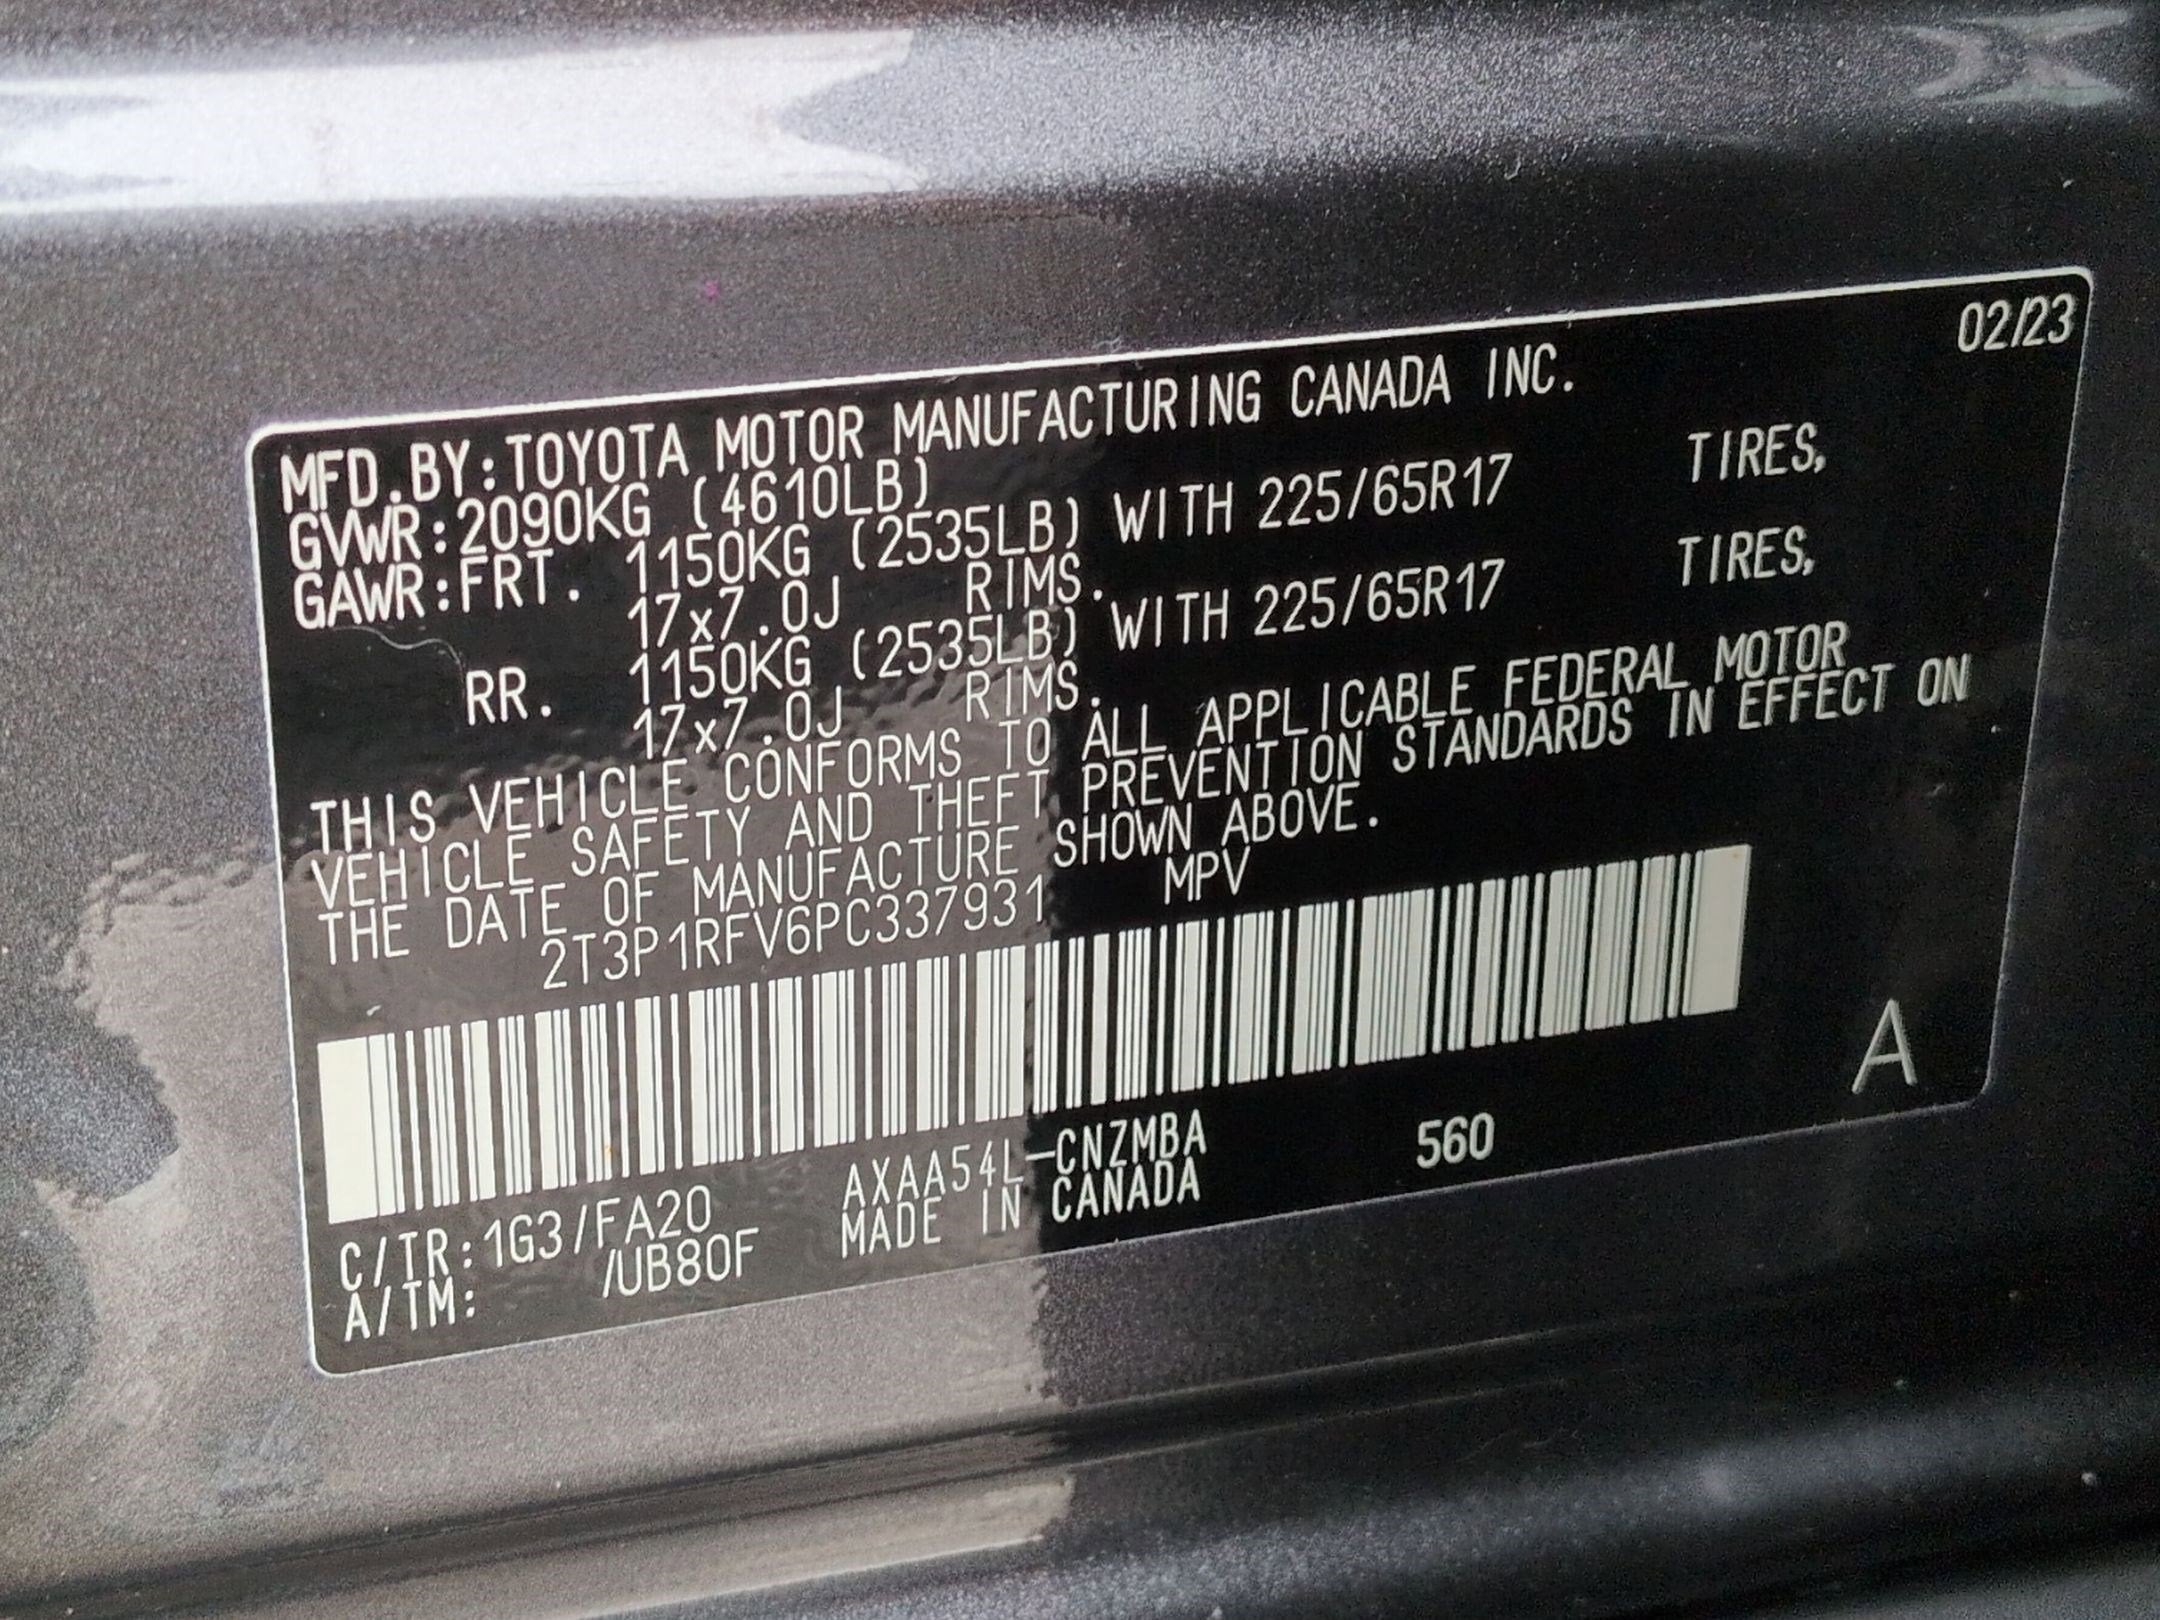 02/23
MFD.BY:TOYOTA MOTOR MANUFACTURING CANADA INC.
GVWR:2090KG (4610LB)
GAWR:FRT. 1150KG (2535LB) WITH 225/65R17 TIRES,
17x7.0J RIMS.
RR. 1150KG (2535LB) WITH 225/65R17 TIRES,
17x7.0J RIMS.
THIS VEHICLE CONFORMS TO ALL APPLICABLE FEDERAL MOTOR
VEHICLE SAFETY AND THEFT PREVENTION STANDARDS IN EFFECT ON
THE DATE OF MANUFACTURE SHOWN ABOVE.
2T3P1RFV6PC337931 MPV
A
C/TR:1G3/FA20 AXAA54L-CNZMBA 560
A/TM: /UB80F MADE IN CANADA